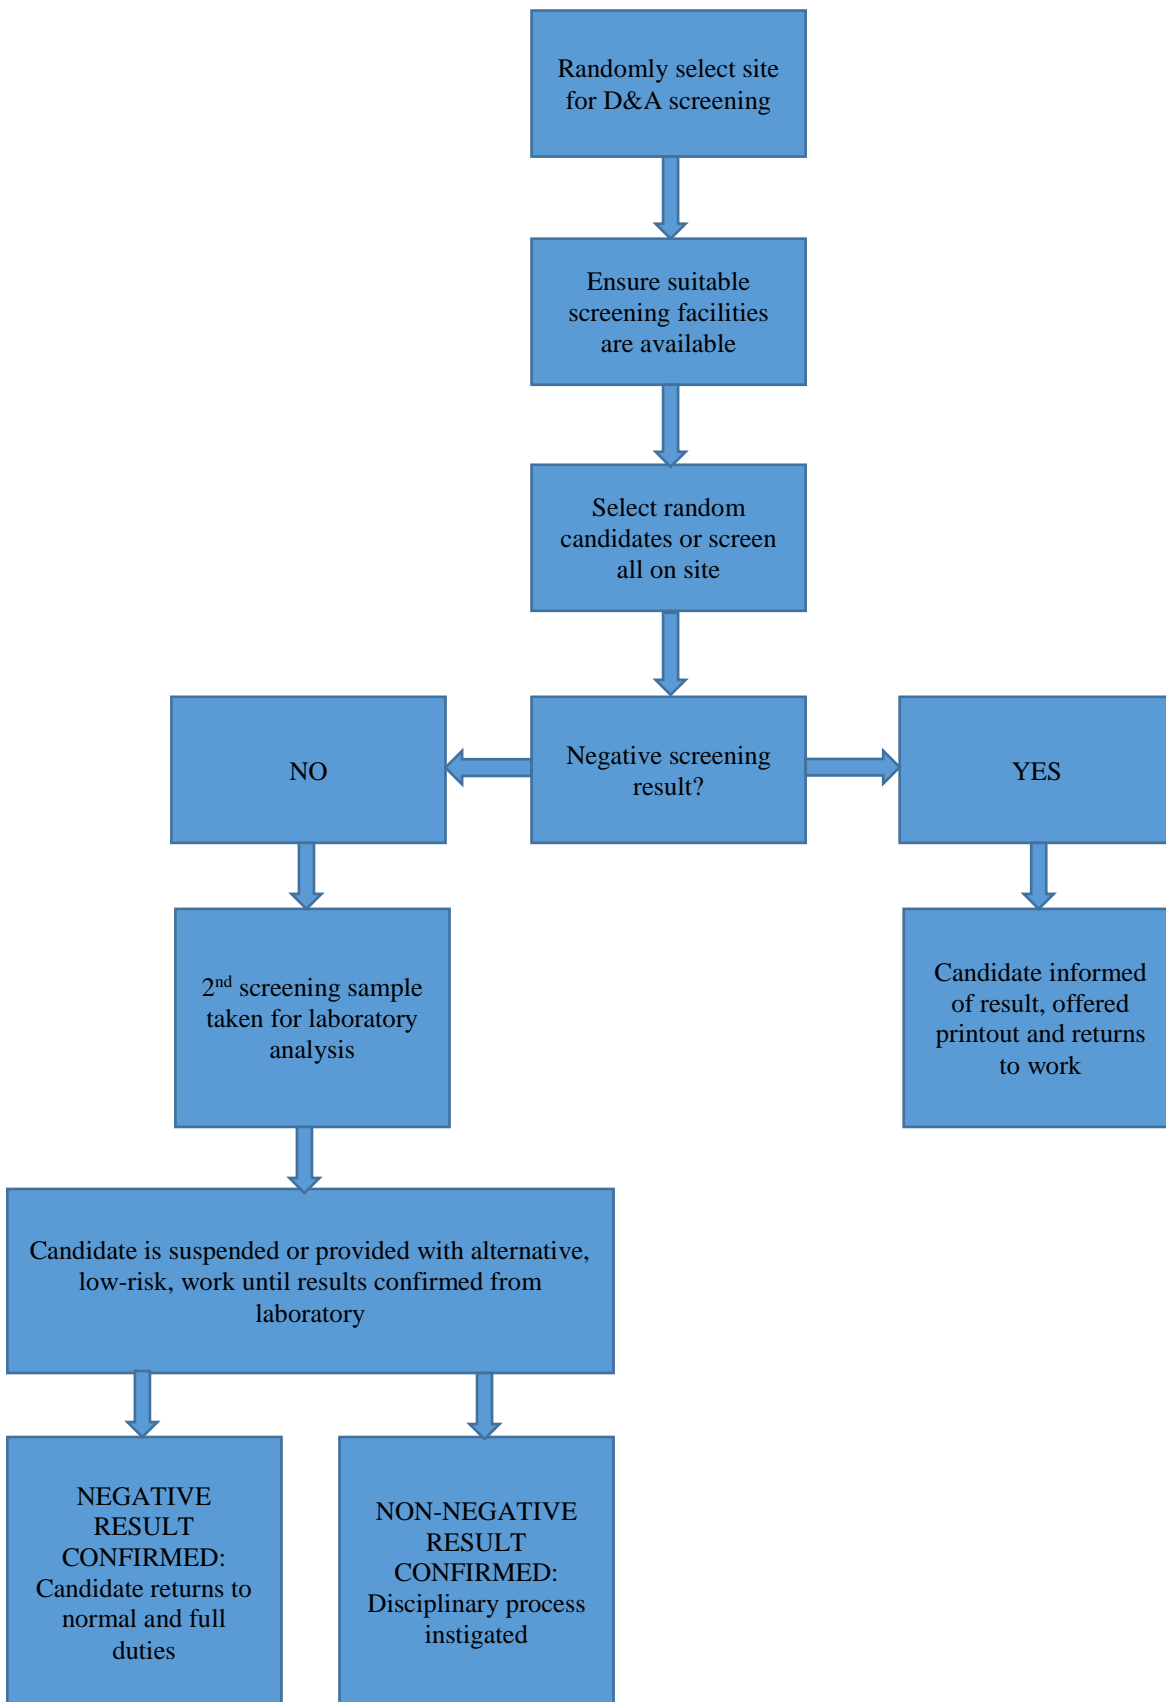 Randomly select site
for D&A screening
Ensure suitable
screening facilities
are available
Select random
candidates or screen
all on site
NO
Negative screening
result?
YES
2nd screening sample
taken for laboratory
analysis
Candidate informed
of result, offered
printout and returns
to work
Candidate is suspended or provided with alternative,
low-risk, work until results confirmed from
laboratory
NEGATIVE
RESULT
CONFIRMED:
Candidate returns to
normal and full
duties
NON-NEGATIVE
RESULT
CONFIRMED:
Disciplinary process
instigated